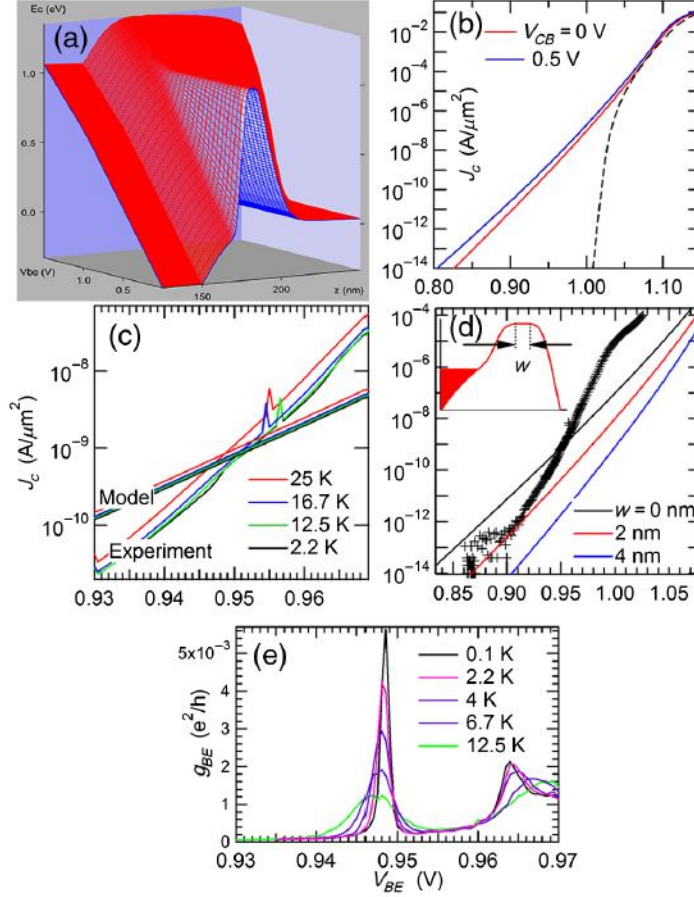 (a)
Ec (eV)
1.0
0.5
0.0
Vbe (V)
1.0
0.5
150
200
z (nm)
(b)
V_CB = 0 V
0.5 V
J_c (A/μm²)
10⁻²
10⁻⁴
10⁻⁶
10⁻⁸
10⁻¹⁰
10⁻¹²
10⁻¹⁴
0.80
0.90
1.00
1.10
(c)
J_c (A/μm²)
10⁻⁸
10⁻⁹
10⁻¹⁰
Model
Experiment
25 K
16.7 K
12.5 K
2.2 K
0.93
0.94
0.95
0.96
(d)
w
10⁻⁴
10⁻⁶
10⁻⁸
10⁻¹⁰
10⁻¹²
10⁻¹⁴
w = 0 nm
2 nm
4 nm
0.85
0.90
0.95
1.00
1.05
(e)
g_BE (e²/h)
5x10⁻³
4
3
2
1
0
0.1 K
2.2 K
4 K
6.7 K
12.5 K
0.93
0.94
0.95
0.96
0.97
V_BE (V)